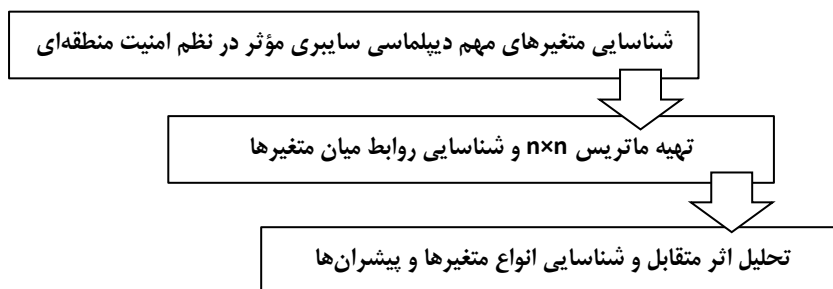 شناسایی متغیرهای مهم دیپلماسی سایبری مؤثر در نظم امنیت منطقه‌ای
تهیه ماتریس n×n و شناسایی روابط میان متغیرها
تحلیل اثر متقابل و شناسایی انواع متغیرها و پیشران‌ها